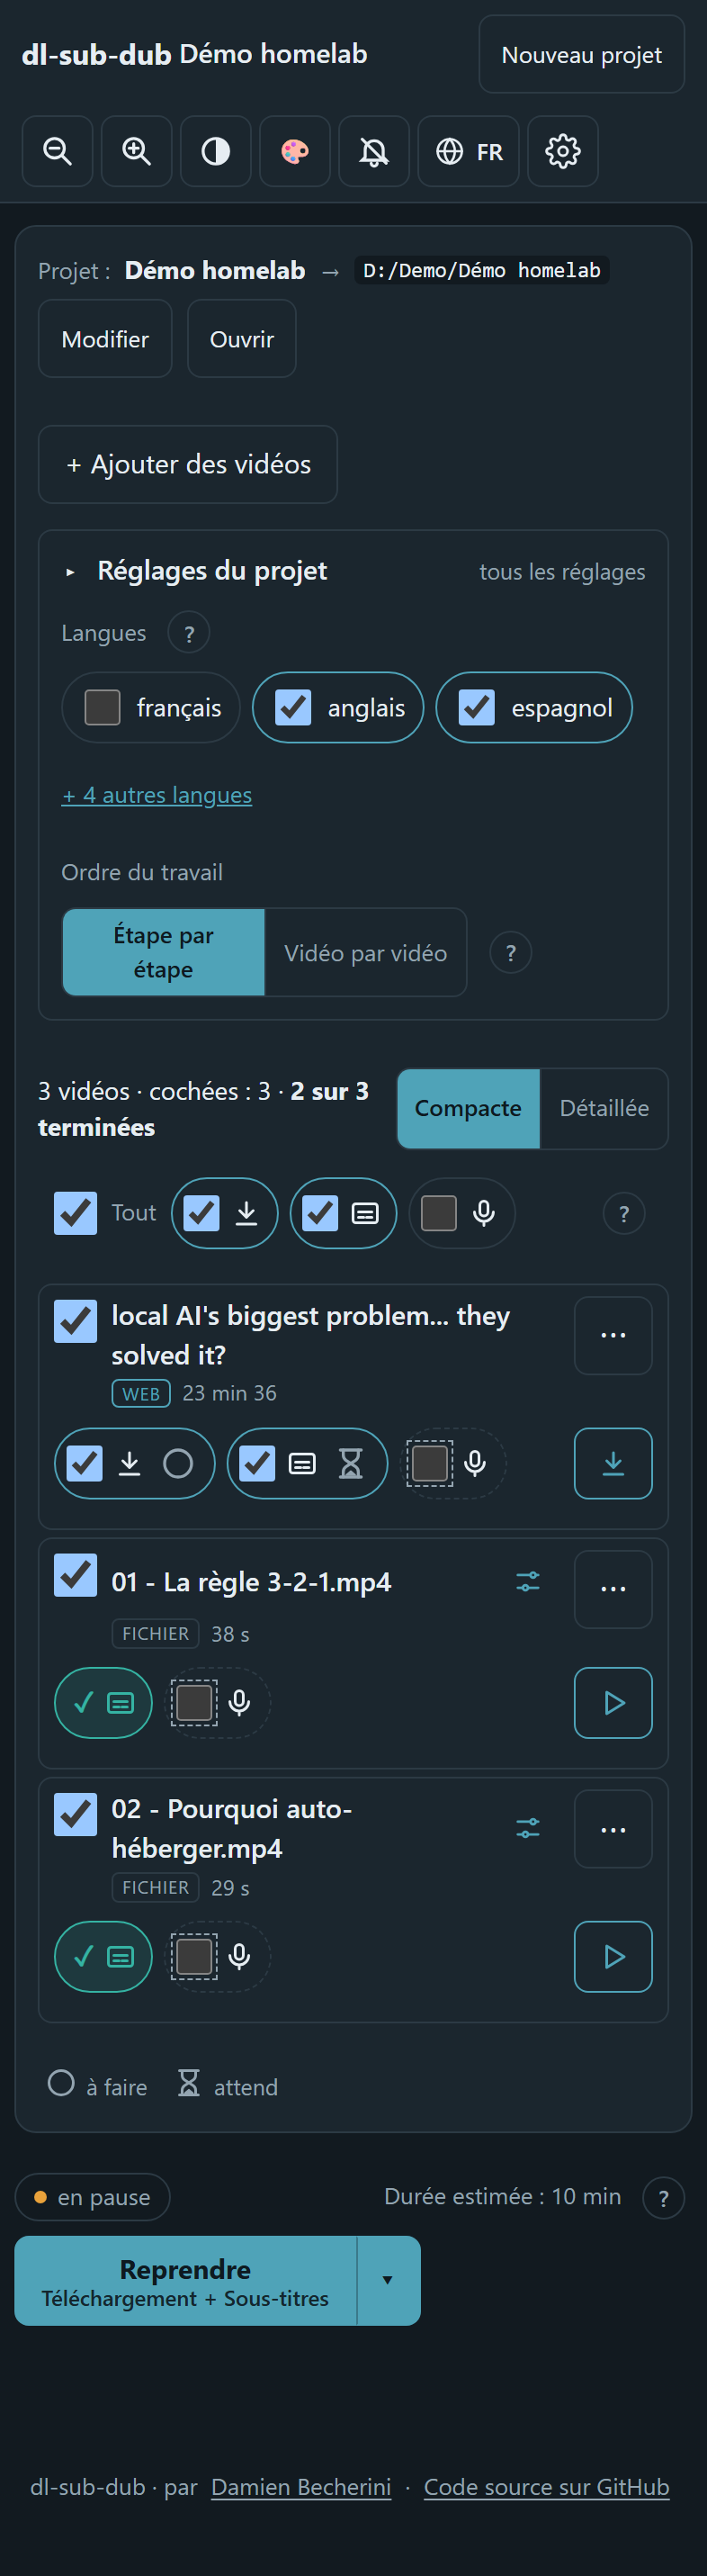 dl-sub-dub Démo homelab
Nouveau projet
FR
Projet : Démo homelab → D:/Demo/Démo homelab
Modifier
Ouvrir
+ Ajouter des vidéos
▸ Réglages du projet
tous les réglages
Langues ?
français
anglais
espagnol
+ 4 autres langues
Ordre du travail
Étape par
étape
Vidéo par vidéo
?
3 vidéos · cochées : 3 · 2 sur 3
terminées
Compacte
Détaillée
Tout
?
local AI's biggest problem... they
solved it?
...
WEB 23 min 36
01 - La règle 3-2-1.mp4
...
FICHIER 38 s
02 - Pourquoi auto-
héberger.mp4
...
FICHIER 29 s
à faire
attend
en pause
Durée estimée : 10 min ?
Reprendre
Téléchargement + Sous-titres
▾
dl-sub-dub · par Damien Becherini · Code source sur GitHub